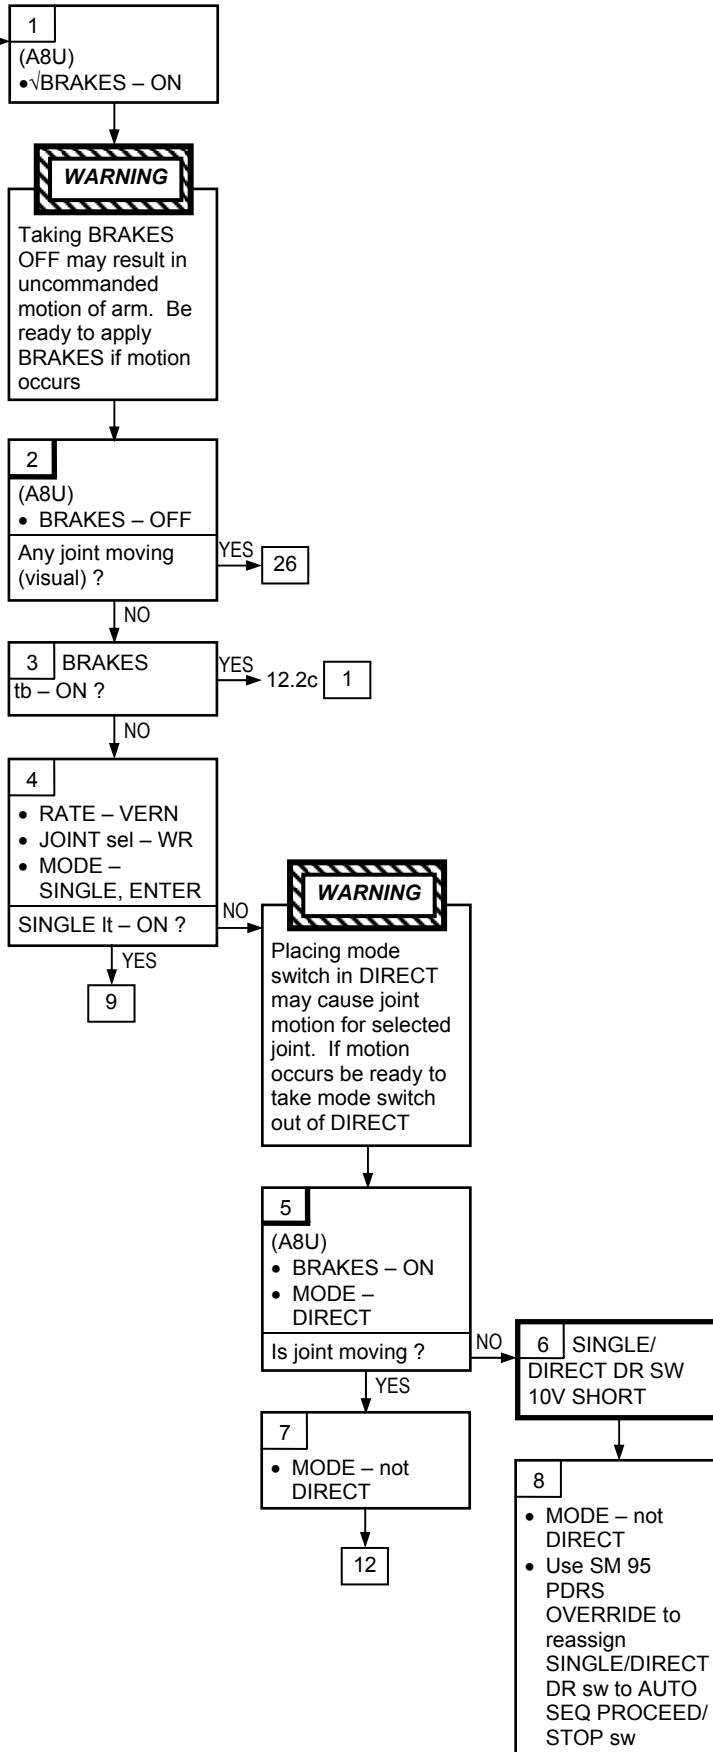 1
(A8U)
•√BRAKES – ON
WARNING
Taking BRAKES
OFF may result in
uncommanded
motion of arm. Be
ready to apply
BRAKES if motion
occurs
2
(A8U)
• BRAKES – OFF
Any joint moving
(visual) ?
YES
26
NO
3 BRAKES
tb – ON ?
YES
12.2c 1
NO
4
• RATE – VERN
• JOINT sel – WR
• MODE –
SINGLE, ENTER
SINGLE lt – ON ?
NO
YES
9
WARNING
Placing mode
switch in DIRECT
may cause joint
motion for selected
joint. If motion
occurs be ready to
take mode switch
out of DIRECT
5
(A8U)
• BRAKES – ON
• MODE –
DIRECT
Is joint moving ?
NO
YES
6 SINGLE/
DIRECT DR SW
10V SHORT
7
• MODE – not
DIRECT
12
8
• MODE – not
DIRECT
• Use SM 95
PDRS
OVERRIDE to
reassign
SINGLE/DIRECT
DR sw to AUTO
SEQ PROCEED/
STOP sw